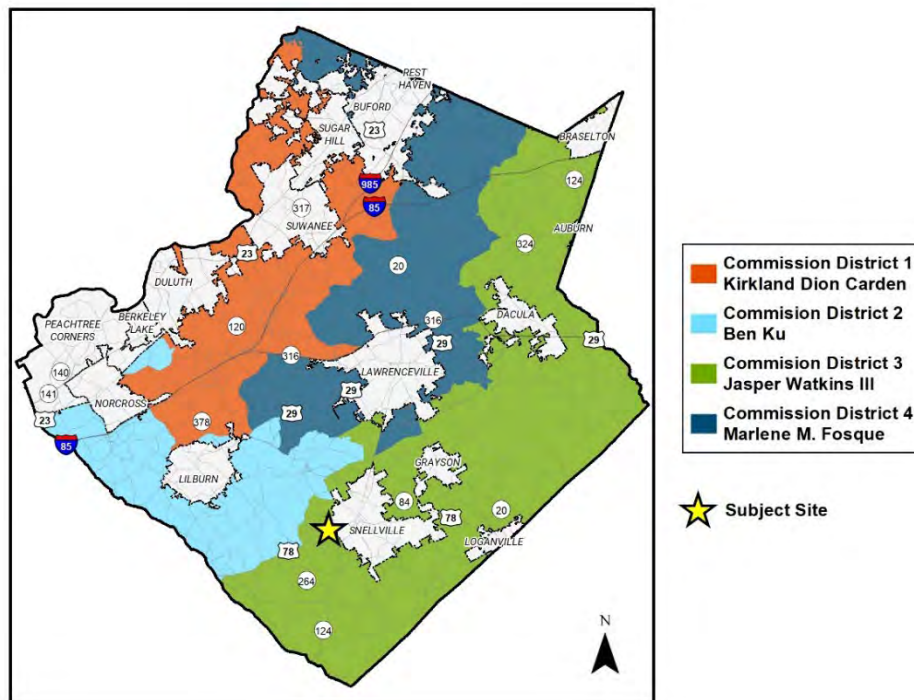 REST
HAVEN
BUFORD
SUGAR
HILL
23
BRASELTON
985
124
85
317
SUWANEE
AUBURN
324
23
20
DULUTH
DACULA
BERKELEY
LAKE
PEACHTREE
CORNERS
120
316
29
29
316
LAWRENCEVILLE
140
141
NORCROSS
29
29
23
378
85
LILBURN
GRAYSON
84
20
78
SNELLVILLE
LOGANVILLE
78
264
124
N
Commission District 1
Kirkland Dion Carden
Commision District 2
Ben Ku
Commision District 3
Jasper Watkins III
Commission District 4
Marlene M. Fosque
Subject Site